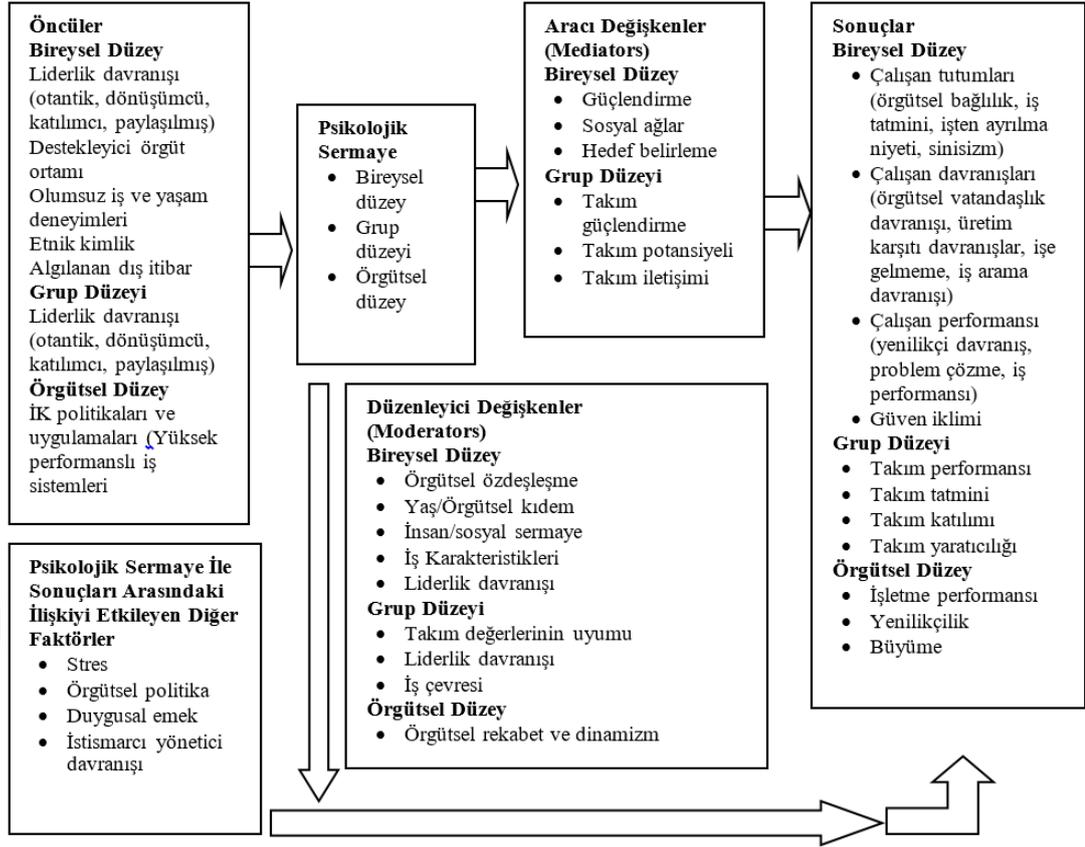 Öncüler
Bireysel Düzey
Liderlik davranışı
(otantik, dönüşümcü,
katılımcı, paylaşılmış)
Destekleyici örgüt
ortamı
Olumsuz iş ve yaşam
deneyimleri
Etnik kimlik
Algılanan dış itibar
Grup Düzeyi
Liderlik davranışı
(otantik, dönüşümcü,
katılımcı, paylaşılmış)
Örgütsel Düzey
İK politikaları ve
uygulamaları (Yüksek
performanslı iş
sistemleri
Psikolojik
Sermaye
• Bireysel
düzey
• Grup
düzeyi
• Örgütsel
düzey
Aracı Değişkenler
(Mediators)
Bireysel Düzey
• Güçlendirme
• Sosyal ağlar
• Hedef belirleme
Grup Düzeyi
• Takım
güçlendirme
• Takım potansiyeli
• Takım iletişimi
Sonuçlar
Bireysel Düzey
• Çalışan tutumları
(örgütsel bağlılık, iş
tatmini, işten ayrılma
niyeti, sinisizm)
• Çalışan davranışları
(örgütsel vatandaşlık
davranışı, üretim
karşıtı davranışlar, işe
gelmeme, iş arama
davranışı)
• Çalışan performansı
(yenilikçi davranış,
problem çözme, iş
performansı)
• Güven iklimi
Grup Düzeyi
• Takım performansı
• Takım tatmini
• Takım katılımı
• Takım yaratıcılığı
Örgütsel Düzey
• İşletme performansı
• Yenilikçilik
• Büyüme
Düzenleyici Değişkenler
(Moderators)
Bireysel Düzey
• Örgütsel özdeşleşme
• Yaş/Örgütsel kıdem
• İnsan/sosyal sermaye
• İş Karakteristikleri
• Liderlik davranışı
Grup Düzeyi
• Takım değerlerinin uyumu
• Liderlik davranışı
• İş çevresi
Örgütsel Düzey
• Örgütsel rekabet ve dinamizm
Psikolojik Sermaye İle
Sonuçları Arasındaki
İlişkiyi Etkileyen Diğer
Faktörler
• Stres
• Örgütsel politika
• Duygusal emek
• İstismarcı yönetici
davranışı